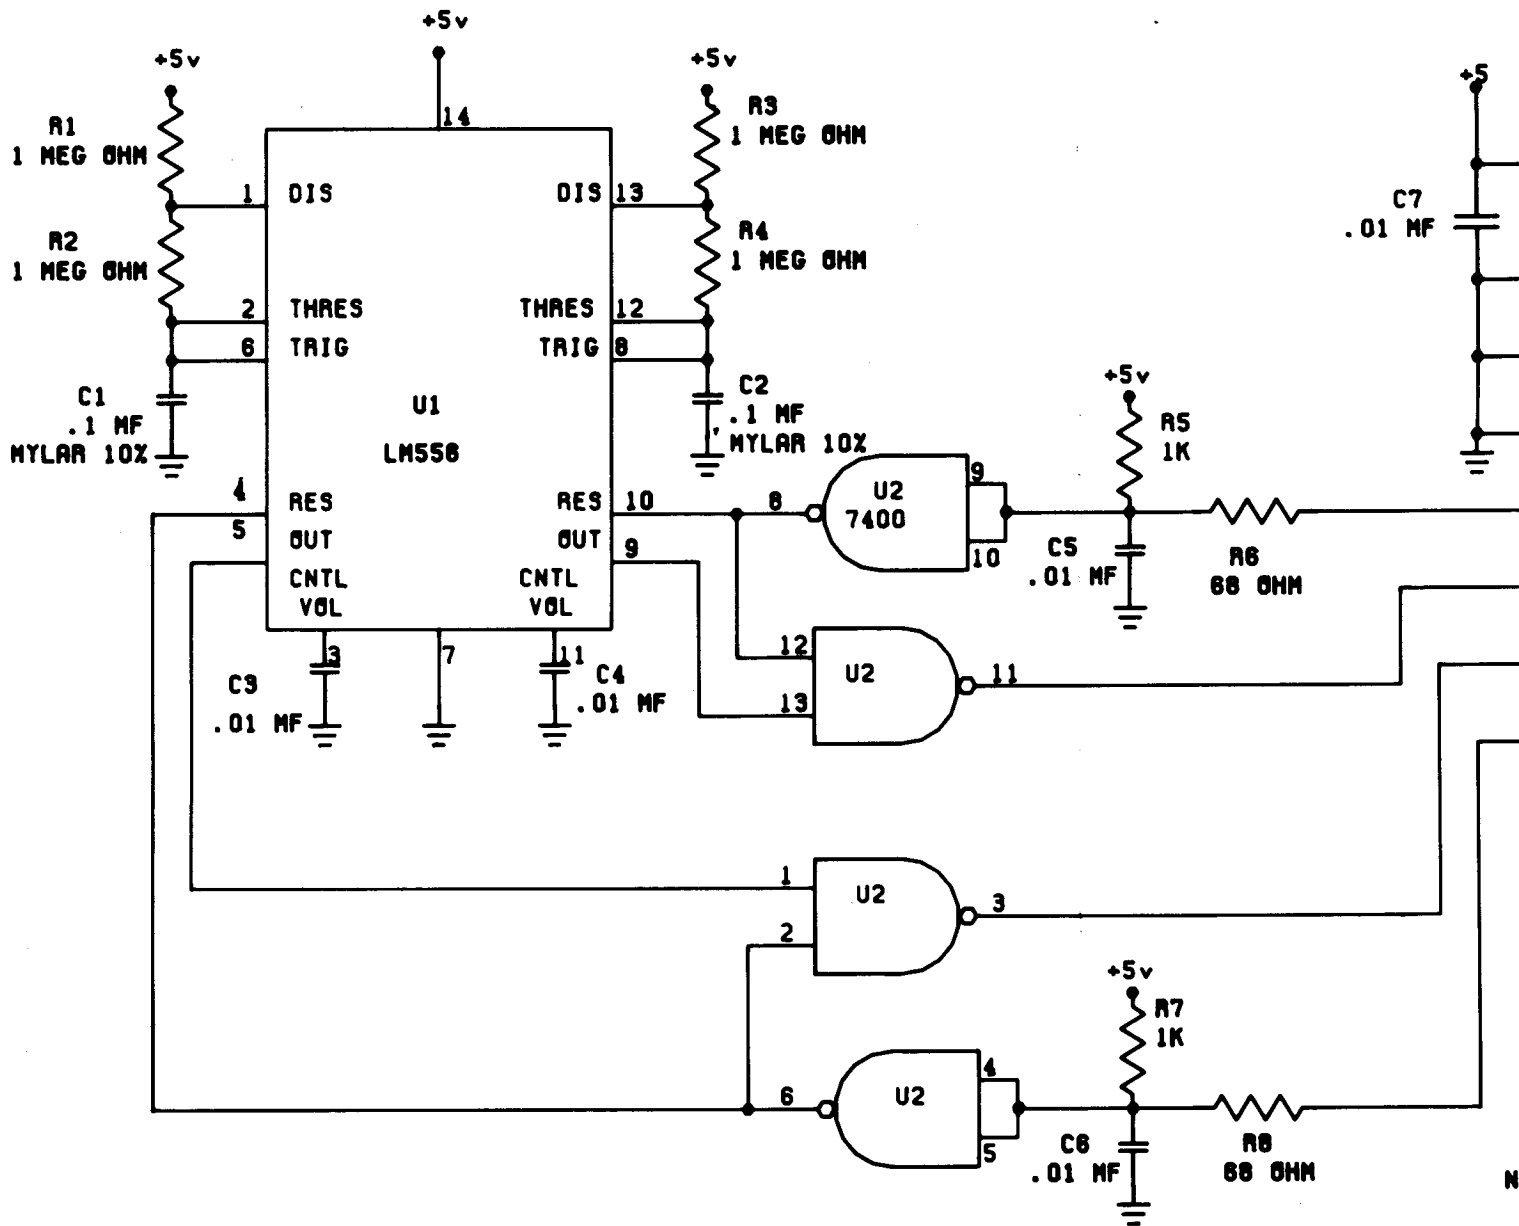 +5v
+5v
+5v
+5
14
R1
1 MEG OHM
R3
1 MEG OHM
1
DIS
DIS
13
R2
1 MEG OHM
R4
1 MEG OHM
C7
.01 MF
2
THRES
THRES
12
6
TRIG
TRIG
8
C1
.1 MF
MYLAR 10%
U1
LM556
C2
.1 MF
MYLAR 10%
+5v
R5
1K
4
RES
RES
10
5
OUT
OUT
9
CNTL
VOL
CNTL
VOL
8
U2
7400
9
10
C5
.01 MF
R6
68 OHM
3
7
11
C3
.01 MF
C4
.01 MF
12
13
U2
11
1
2
U2
3
+5v
R7
1K
6
U2
4
5
C6
.01 MF
R8
68 OHM
N